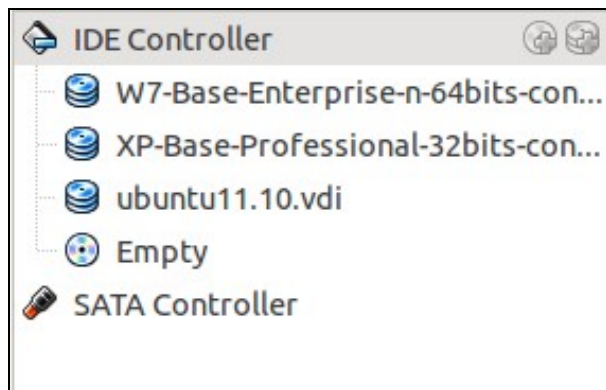 IDE Controller
W7-Base-Enterprise-n-64bits-con...
XP-Base-Professional-32bits-con...
ubuntu11.10.vdi
Empty
SATA Controller